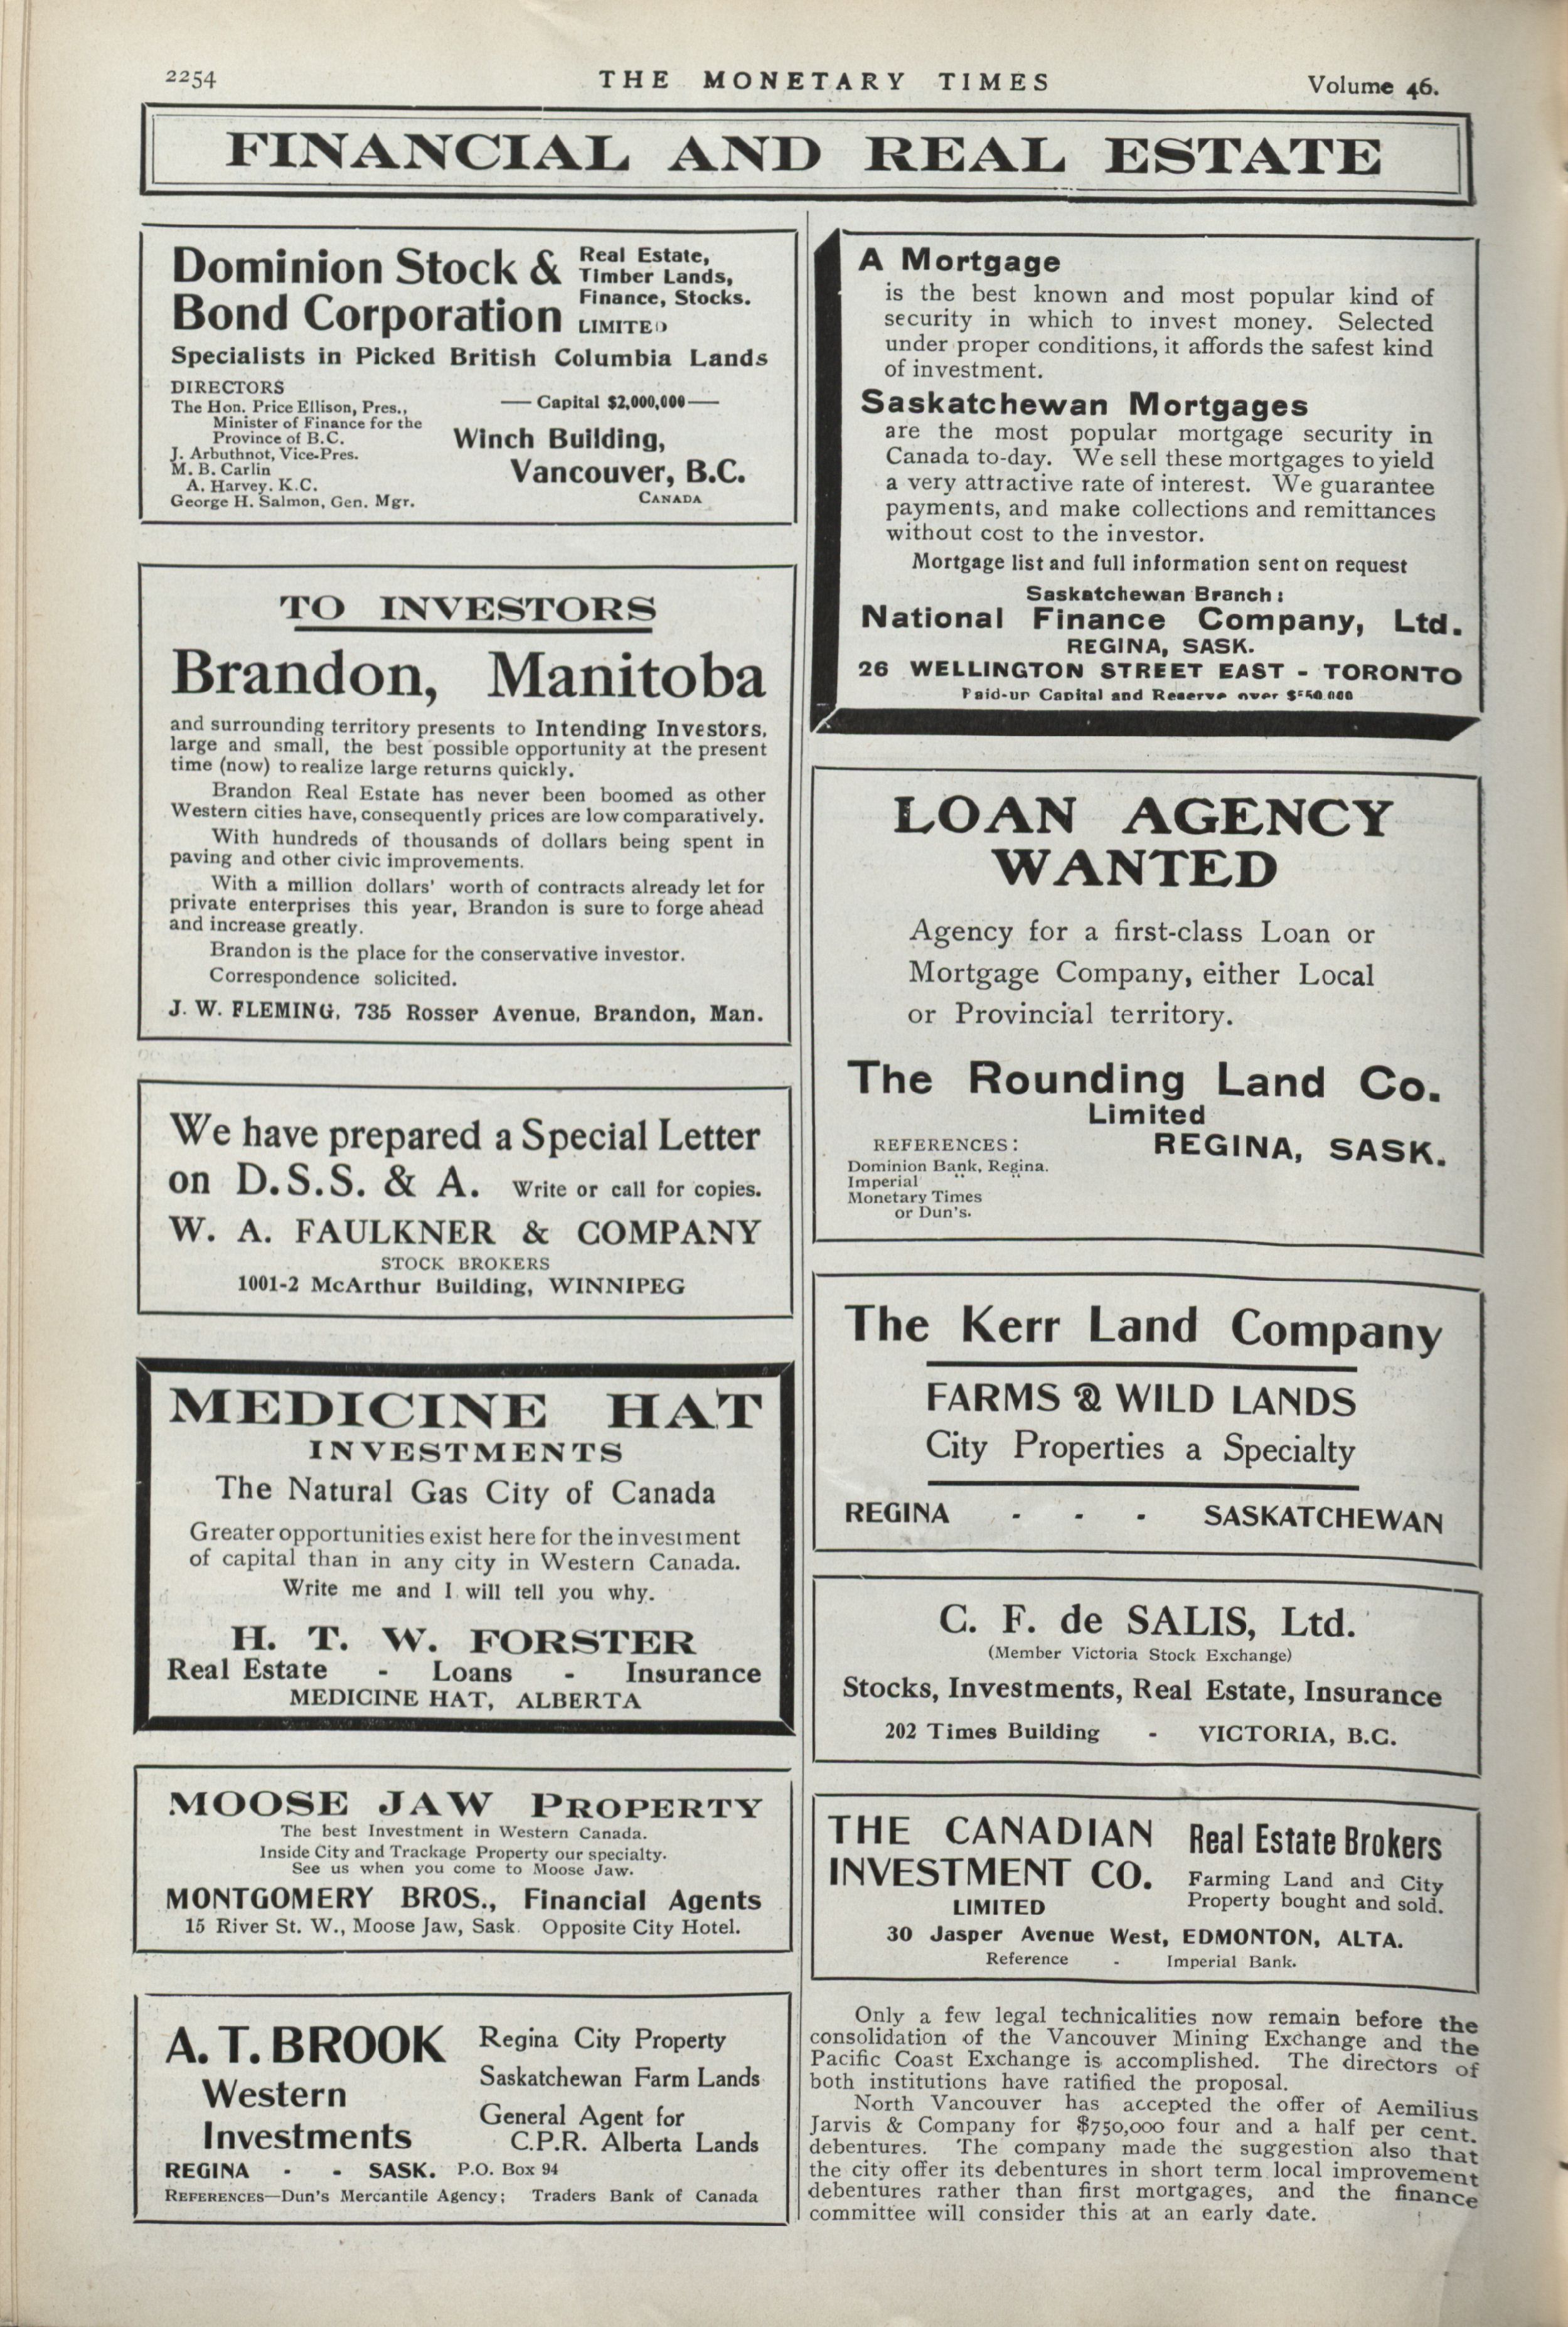 2254
THE MONETARY TIMES
Volume 46.
FINANCIAL AND REAL ESTATE
Dominion Stock &
Bond Corporation
Real Estate,
Timber Lands,
Finance, Stocks.
LIMITED
Specialists in Picked British Columbia Lands
DIRECTORS
The Hon. Price Ellison, Pres.,
Minister of Finance for the
Province of B.C.
J. Arbuthnot, Vice-Pres.
M. B. Carlin
A. Harvey. K.C.
George H. Salmon, Gen. Mgr.
— Capital $2,000,000 —
Winch Building,
Vancouver, B.C.
CANADA
TO INVESTORS
Brandon, Manitoba
and surrounding territory presents to Intending Investors,
large and small, the best possible opportunity at the present
time (now) to realize large returns quickly.
Brandon Real Estate has never been boomed as other
Western cities have, consequently prices are low comparatively.
With hundreds of thousands of dollars being spent in
paving and other civic improvements.
With a million dollars' worth of contracts already let for
private enterprises this year, Brandon is sure to forge ahead
and increase greatly.
Brandon is the place for the conservative investor.
Correspondence solicited.
J. W. FLEMING, 735 Rosser Avenue, Brandon, Man.
We have prepared a Special Letter
on D.S.S. & A. Write or call for copies.
W. A. FAULKNER & COMPANY
STOCK BROKERS
1001-2 McArthur Building, WINNIPEG
MEDICINE HAT
INVESTMENTS
The Natural Gas City of Canada
Greater opportunities exist here for the investment
of capital than in any city in Western Canada.
Write me and I will tell you why.
H. T. W. FORSTER
Real Estate - Loans - Insurance
MEDICINE HAT, ALBERTA
MOOSE JAW PROPERTY
The best Investment in Western Canada.
Inside City and Trackage Property our specialty.
See us when you come to Moose Jaw.
MONTGOMERY BROS., Financial Agents
15 River St. W., Moose Jaw, Sask. Opposite City Hotel.
A. T. BROOK
Western
Investments
Regina City Property
Saskatchewan Farm Lands
General Agent for
C.P.R. Alberta Lands
REGINA - - SASK. P.O. Box 94
REFERENCES—Dun's Mercantile Agency; Traders Bank of Canada
A Mortgage
is the best known and most popular kind of
security in which to invest money. Selected
under proper conditions, it affords the safest kind
of investment.
Saskatchewan Mortgages
are the most popular mortgage security in
Canada to-day. We sell these mortgages to yield
a very attractive rate of interest. We guarantee
payments, and make collections and remittances
without cost to the investor.
Mortgage list and full information sent on request
Saskatchewan Branch:
National Finance Company, Ltd.
REGINA, SASK.
26 WELLINGTON STREET EAST - TORONTO
Paid-up Capital and Reserve over
LOAN AGENCY
WANTED
Agency for a first-class Loan or
Mortgage Company, either Local
or Provincial territory.
The Rounding Land Co.
Limited
REGINA, SASK.
REFERENCES:
Dominion Bank, Regina.
Imperial " "
Monetary Times
or Dun's.
The Kerr Land Company
FARMS & WILD LANDS
City Properties a Specialty
REGINA - - - SASKATCHEWAN
C. F. de SALIS, Ltd.
(Member Victoria Stock Exchange)
Stocks, Investments, Real Estate, Insurance
202 Times Building - VICTORIA, B.C.
THE CANADIAN
INVESTMENT CO.
LIMITED
Real Estate Brokers
Farming Land and City
Property bought and sold.
30 Jasper Avenue West, EDMONTON, ALTA.
Reference - Imperial Bank.
Only a few legal technicalities now remain before the
consolidation of the Vancouver Mining Exchange and the
Pacific Coast Exchange is accomplished. The directors of
both institutions have ratified the proposal.
North Vancouver has accepted the offer of Aemilius
Jarvis & Company for $750,000 four and a half per cent.
debentures. The company made the suggestion also that
the city offer its debentures in short term local improvement
debentures rather than first mortgages, and the finance
committee will consider this at an early date.